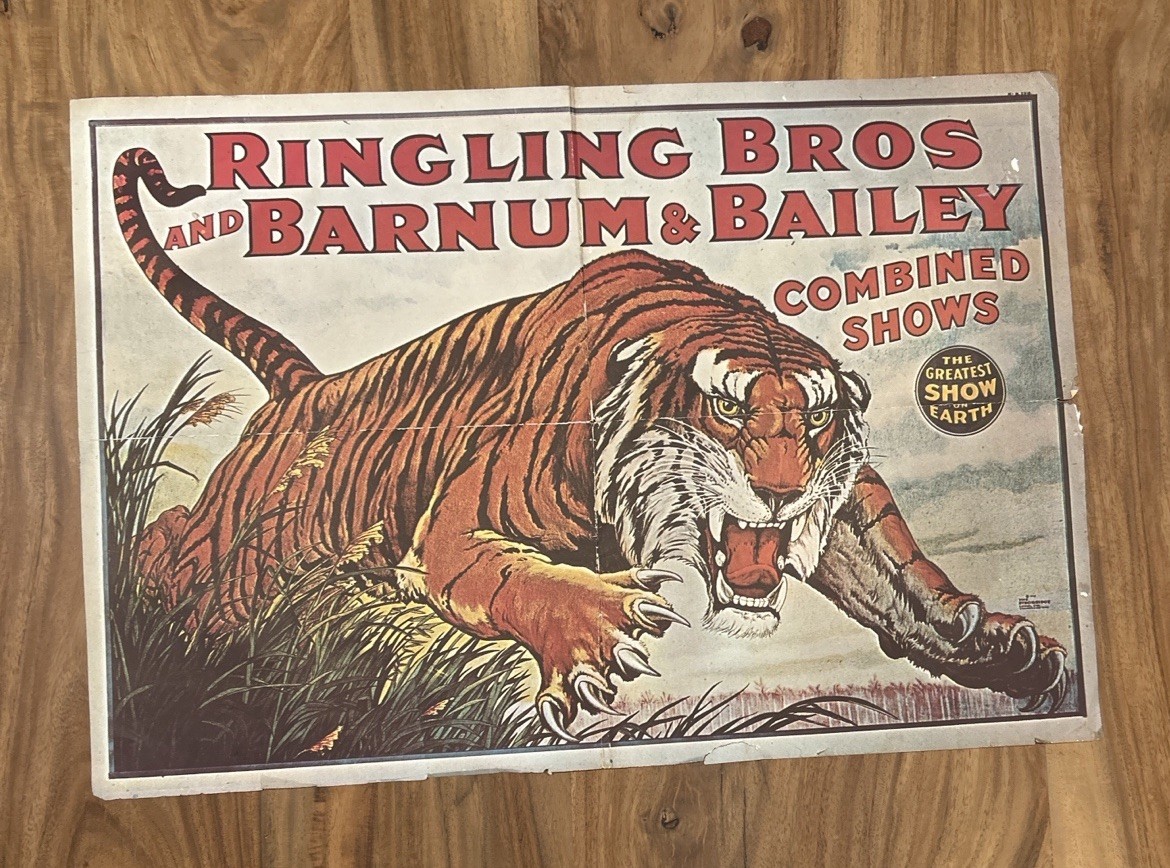 RINGLING BROS
AND BARNUM & BAILEY
COMBINED
SHOWS
THE
GREATEST
SHOW
ON
EARTH